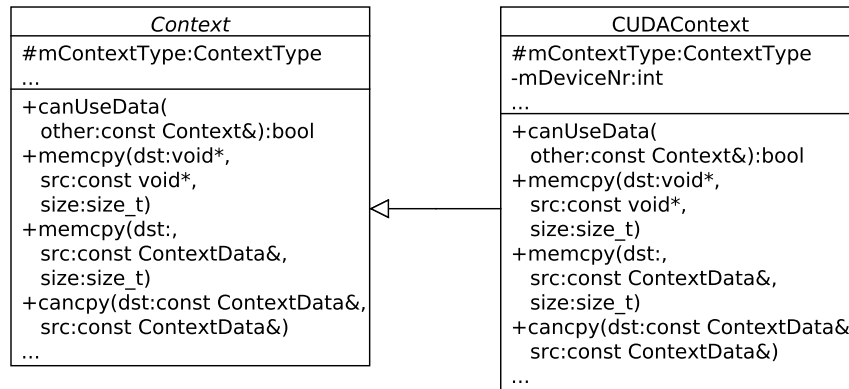 Context
#mContextType:ContextType
...
+canUseData(
other:const Context&):bool
+memcpy(dst:void*,
src:const void*,
size:size_t)
+memcpy(dst:,
src:const ContextData&,
size:size_t)
+cancpy(dst:const ContextData&,
src:const ContextData&)
...
CUDAContext
#mContextType:ContextType
-mDeviceNr:int
...
+canUseData(
other:const Context&):bool
+memcpy(dst:void*,
src:const void*,
size:size_t)
+memcpy(dst:,
src:const ContextData&,
size:size_t)
+cancpy(dst:const ContextData&
src:const ContextData&)
...